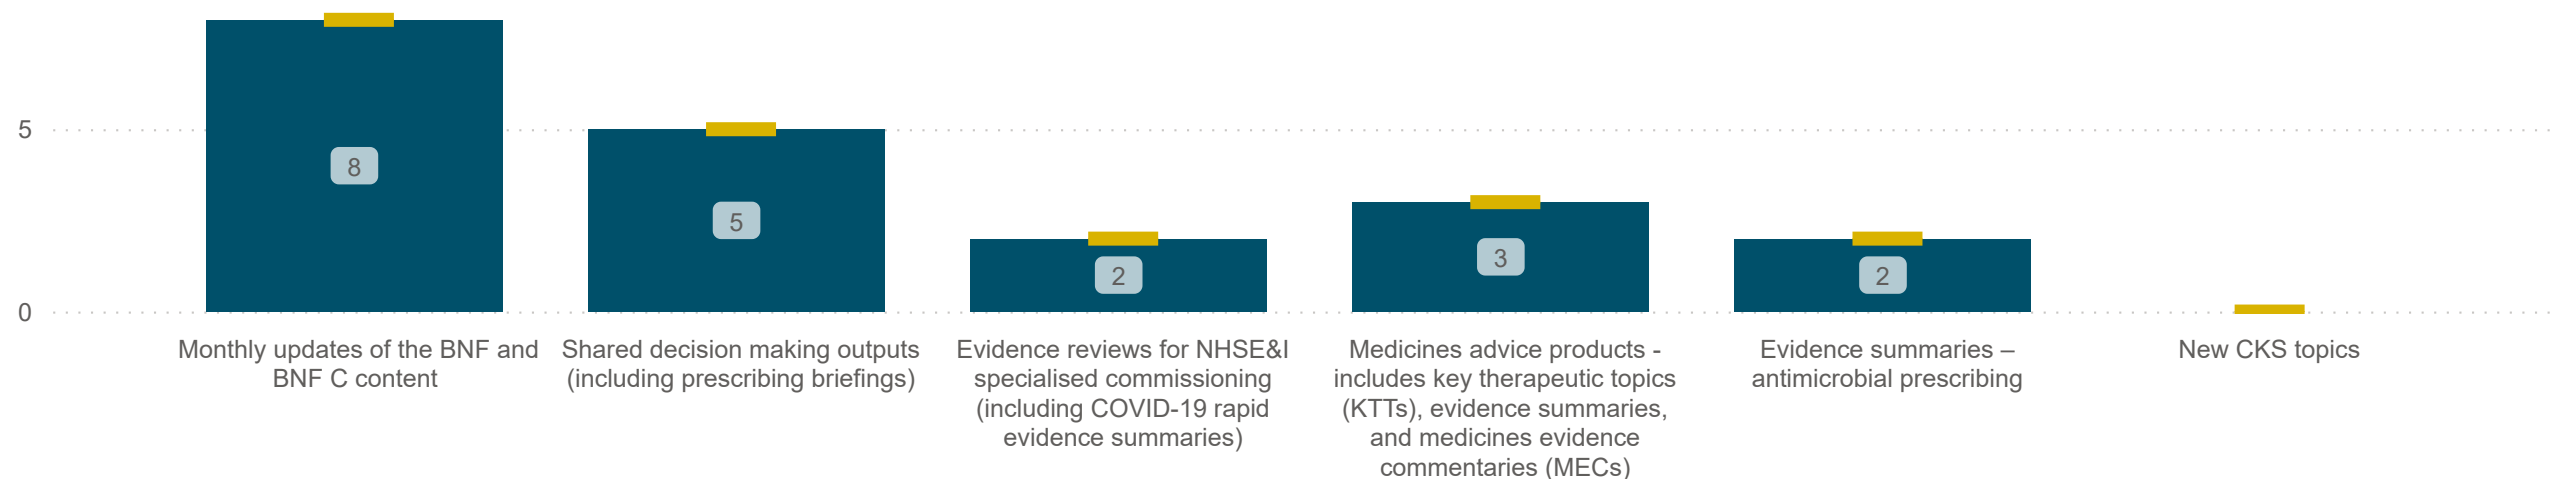 5
0
8
5
2
3
2
Monthly updates of the BNF and
BNF C content
Shared decision making outputs
(including prescribing briefings)
Evidence reviews for NHSE&I
specialised commissioning
(including COVID-19 rapid
evidence summaries)
Medicines advice products -
includes key therapeutic topics
(KTTs), evidence summaries,
and medicines evidence
commentaries (MECs)
Evidence summaries –
antimicrobial prescribing
New CKS topics